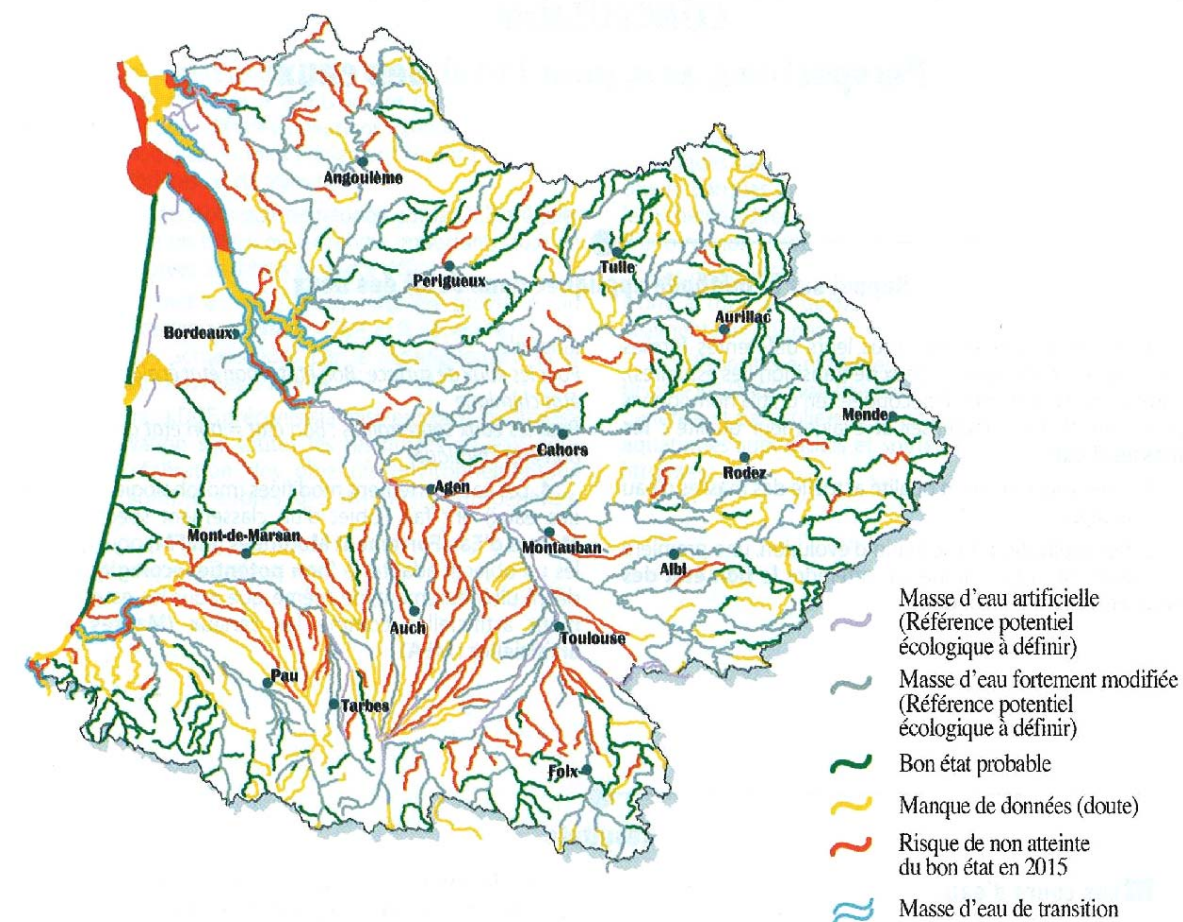 Angoulème
Perigueux
Tulle
Aurillac
Bordeaux
Mende
Cahors
Rodez
Agen
Mont-de-Marsan
Montauban
Albi
Auch
Toulouse
Pau
Tarbes
Foix
Masse d'eau artificielle
(Référence potentiel
écologique à définir)
Masse d'eau fortement modifiée
(Référence potentiel
écologique à définir)
Bon état probable
Manque de données (doute)
Risque de non atteinte
du bon état en 2015
Masse d'eau de transition